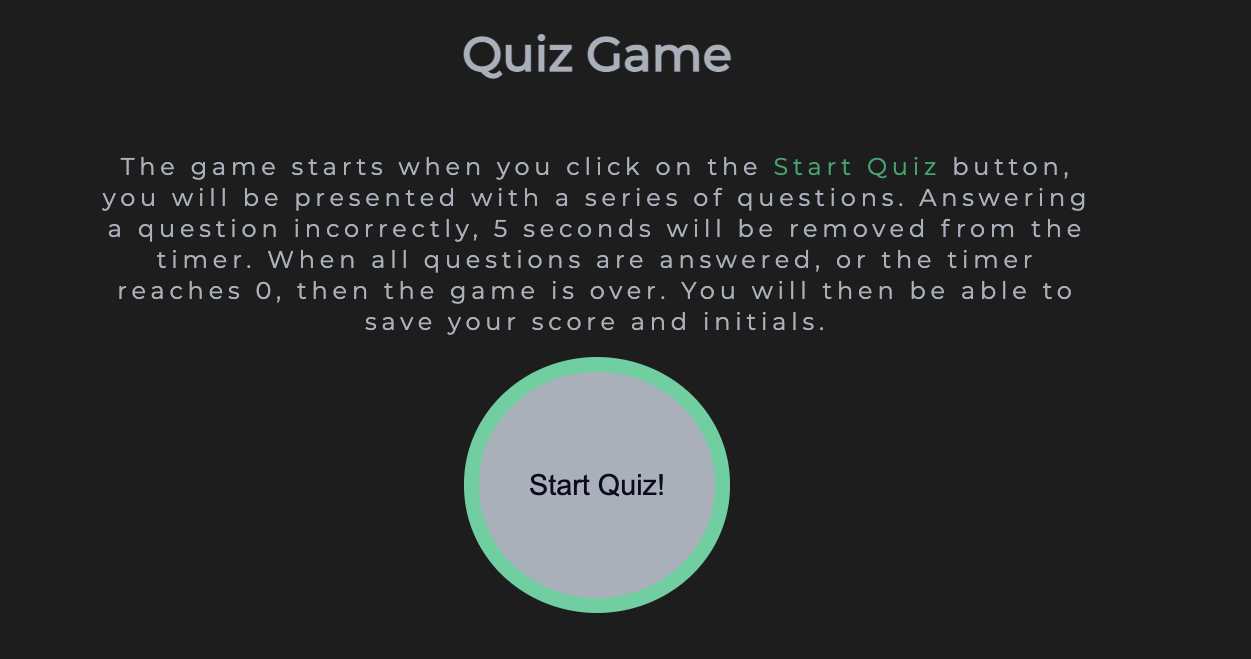 Quiz Game
The game starts when you click on the Start Quiz button,
you will be presented with a series of questions. Answering
a question incorrectly, 5 seconds will be removed from the
timer. When all questions are answered, or the timer
reaches 0, then the game is over. You will then be able to
save your score and initials.
Start Quiz!